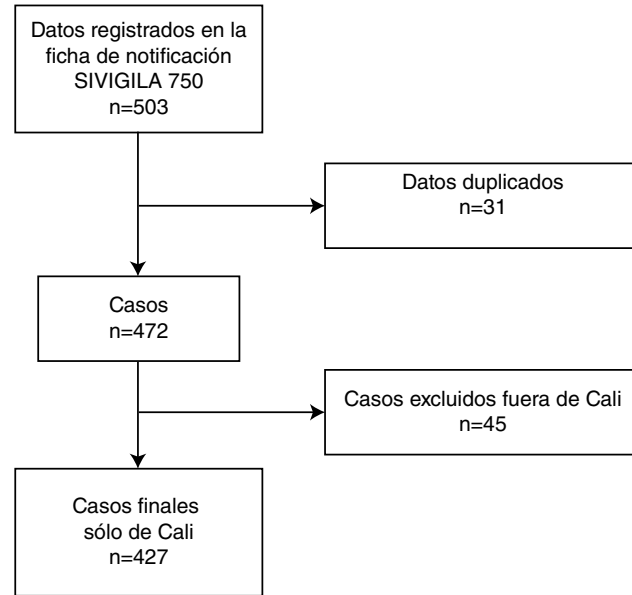 Datos registrados en la
ficha de notificación
SIVIGILA 750
n=503
Datos duplicados
n=31
Casos
n=472
Casos excluidos fuera de Cali
n=45
Casos finales
sólo de Cali
n=427